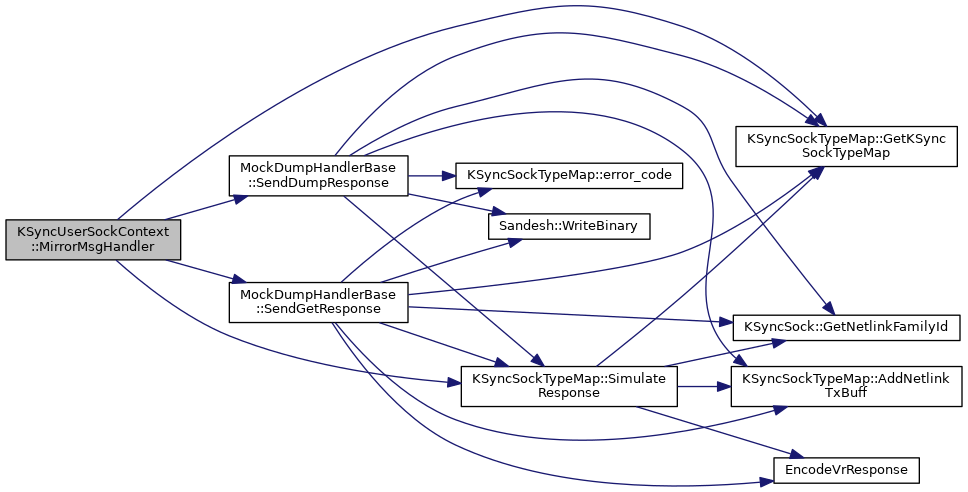 KSyncUserSockContext
::MirrorMsgHandler
MockDumpHandlerBase
::SendDumpResponse
MockDumpHandlerBase
::SendGetResponse
KSyncSockTypeMap::error_code
Sandesh::WriteBinary
KSyncSockTypeMap::Simulate
Response
KSyncSockTypeMap::GetKSync
SockTypeMap
KSyncSock::GetNetlinkFamilyId
KSyncSockTypeMap::AddNetlink
TxBuff
EncodeVrResponse